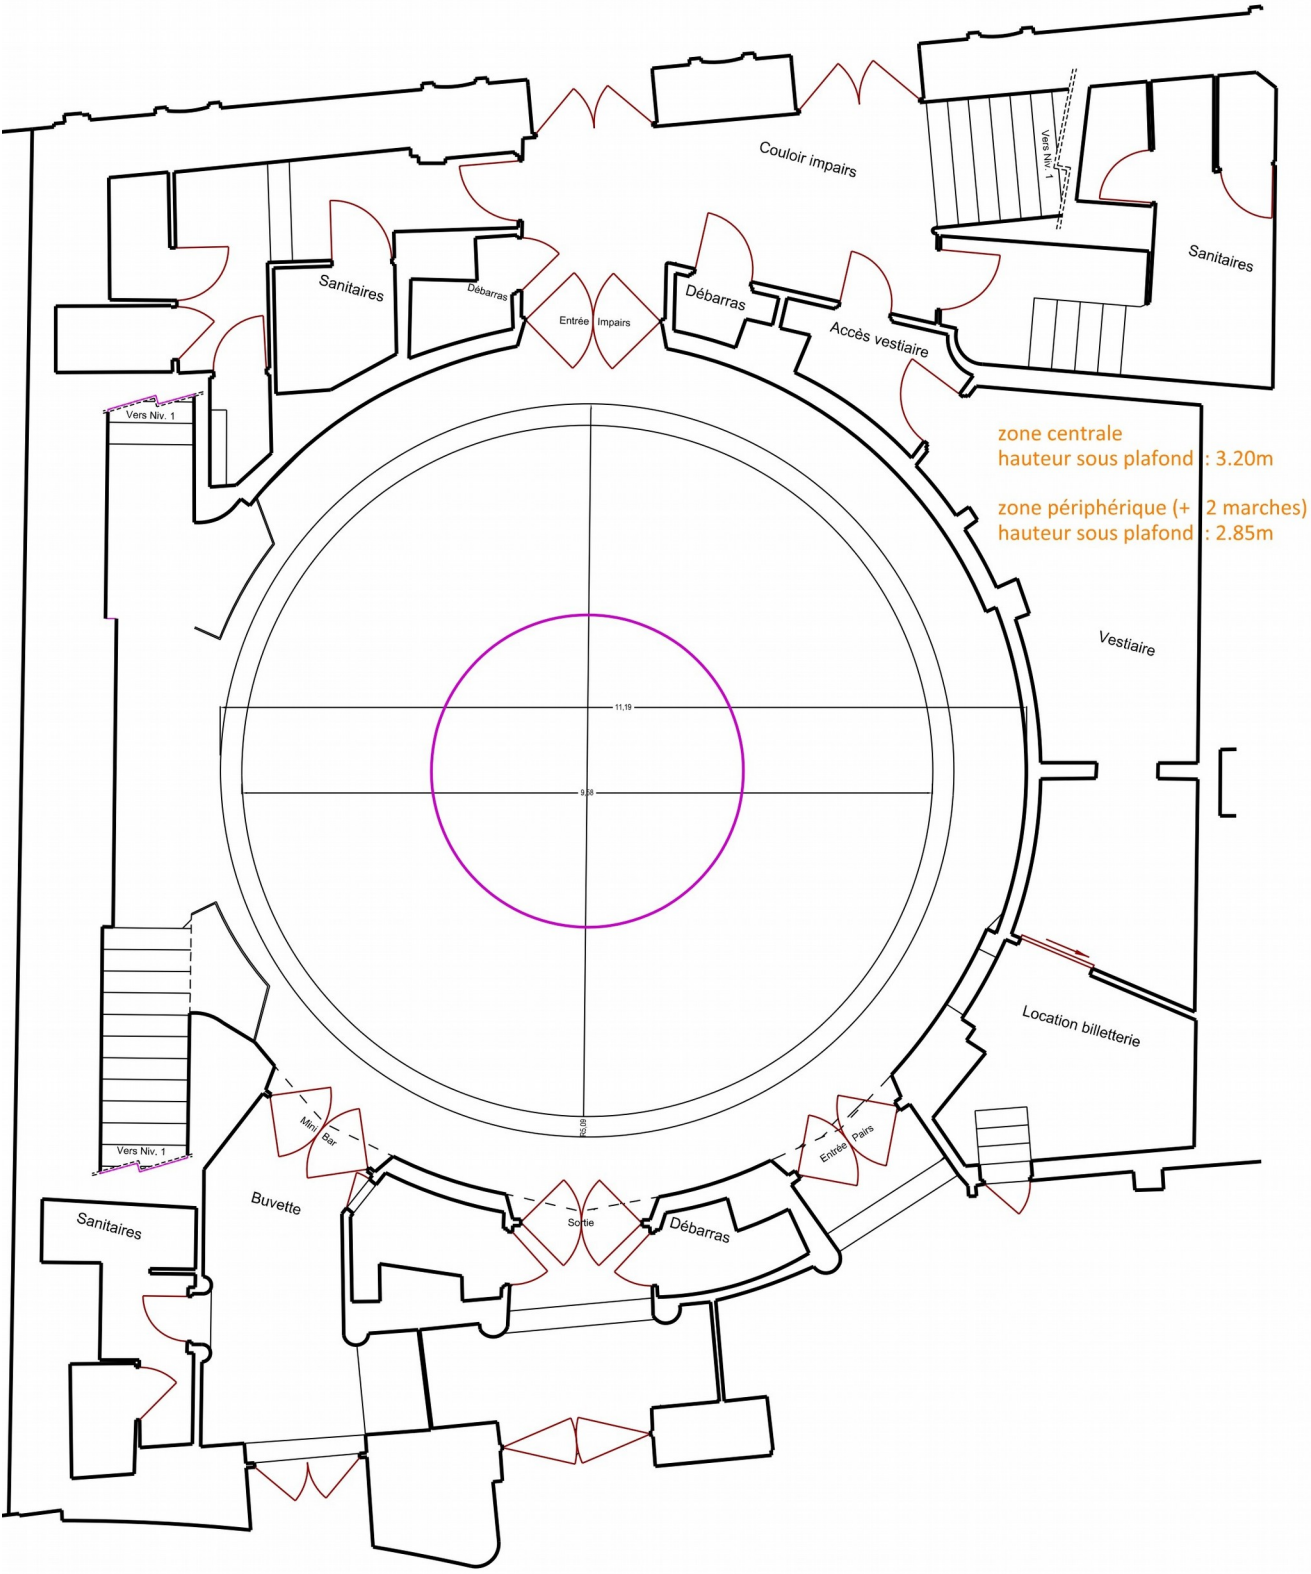 Couloir impairs
Vers Niv. 1
Sanitaires
Sanitaires
Débarras
Entrée Impairs
Débarras
Accès vestiaire
Vers Niv. 1
zone centrale
hauteur sous plafond : 3.20m
zone périphérique (+ 2 marches)
hauteur sous plafond : 2.85m
Vestiaire
11,19
9,58
Location billetterie
R5,09
Mini Bar
Entrée Pairs
Vers Niv. 1
Buvette
Sanitaires
Sortie
Débarras